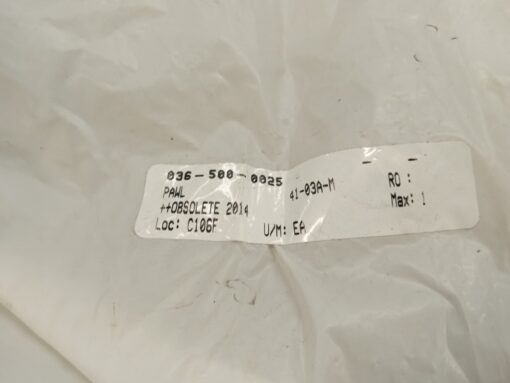 036-500-0025 41-03A-M RO :
PAWL Max: 1
++OBSOLETE 2014
Loc: C106F U/M: EA